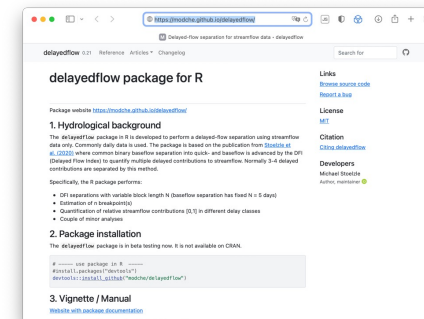 https://modche.github.io/delayedflow/
Delayed-flow separation for streamflow data - delayedflow
delayedflow 0.21 Reference Articles Changelog
Search for
delayedflow package for R
Package website https://modche.github.io/delayedflow/
1. Hydrological background
The delayedflow package in R is developed to perform a delayed-flow separation using streamflow
data only. Commonly daily data is used. The package is based on the publication from Stoelzle et
al. (2020) where common binary baseflow separation into quick- and baseflow is advanced by the DFI
(Delayed Flow Index) to quantify multiple delayed contributions to streamflow. Normally 3-4 delayed
contributions are separated by this method.
Specifically, the R package performs:
• DFI separations with variable block length N (baseflow separation has fixed N = 5 days)
• Estimation of n breakpoint(s)
• Quantification of relative streamflow contributions [0,1] in different delay classes
• Couple of minor analyses
2. Package installation
The delayedflow package is in beta testing now. It is not available on CRAN.
# ----- use package in R -----
#install.packages("devtools")
devtools::install_github("modche/delayedflow")
3. Vignette / Manual
Website with package documentation
Links
Browse source code
Report a bug
License
MIT
Citation
Citing delayedflow
Developers
Michael Stoelzle
Author, maintainer